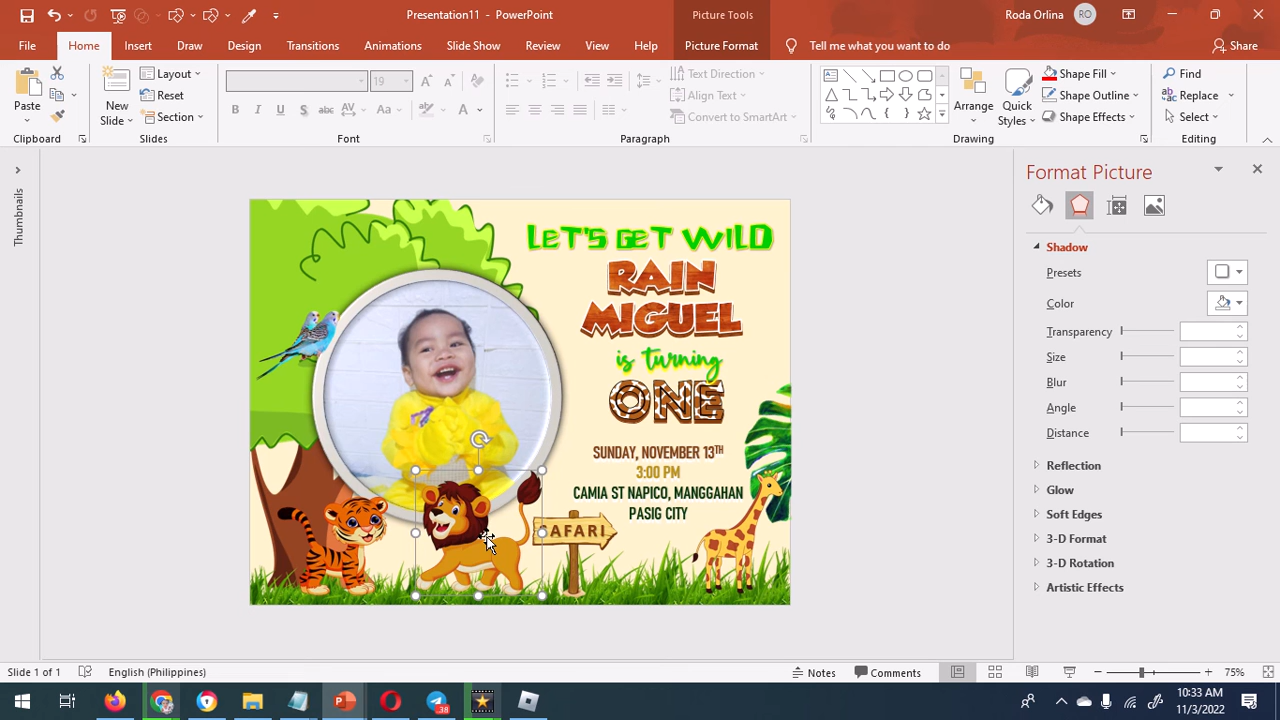 Presentation11 - PowerPoint
Picture Tools
Roda Orlina
RO
File
Home
Insert
Draw
Design
Transitions
Animations
Slide Show
Review
View
Help
Picture Format
Tell me what you want to do
Share
Paste
New Slide
Layout
Reset
Section
19
B
I
U
S
abc
AV
Aa
A
Text Direction
Align Text
Convert to SmartArt
Arrange
Quick Styles
Shape Fill
Shape Outline
Shape Effects
Find
Replace
Select
Clipboard
Slides
Font
Paragraph
Drawing
Editing
Thumbnails
LET'S GET WILD
RAIN
MIGUEL
is turning
ONE
SUNDAY, NOVEMBER 13TH
3:00 PM
CAMIA ST NAPICO, MANGGAHAN
PASIG CITY
SAFARI
Format Picture
Shadow
Presets
Color
Transparency
Size
Blur
Angle
Distance
Reflection
Glow
Soft Edges
3-D Format
3-D Rotation
Artistic Effects
Slide 1 of 1
English (Philippines)
Notes
Comments
75%
38
10:33 AM
11/3/2022